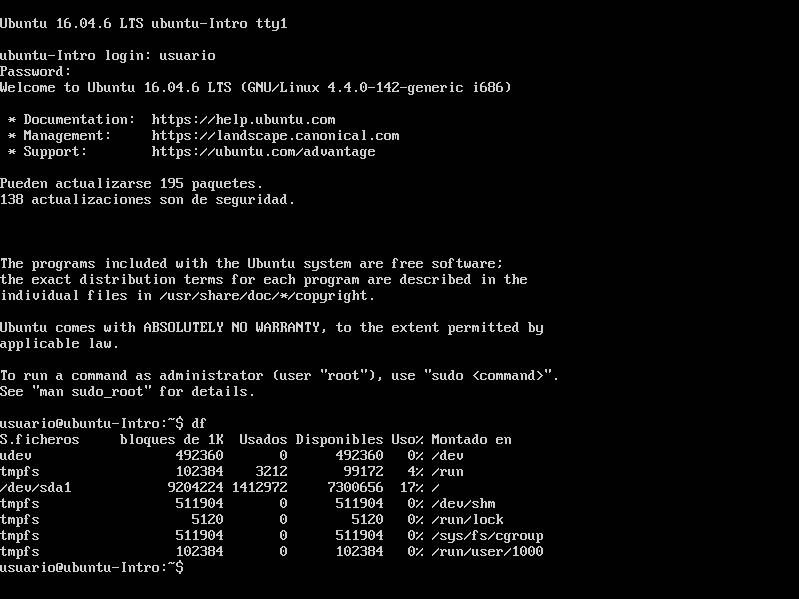 Ubuntu 16.04.6 LTS ubuntu-Intro tty1
ubuntu-Intro login: usuario
Password:
Welcome to Ubuntu 16.04.6 LTS (GNU/Linux 4.4.0-142-generic i686)
* Documentation:  https://help.ubuntu.com
* Management:     https://landscape.canonical.com
* Support:        https://ubuntu.com/advantage
Pueden actualizarse 195 paquetes.
138 actualizaciones son de seguridad.
The programs included with the Ubuntu system are free software;
the exact distribution terms for each program are described in the
individual files in /usr/share/doc/*/copyright.
Ubuntu comes with ABSOLUTELY NO WARRANTY, to the extent permitted by
applicable law.
To run a command as administrator (user "root"), use "sudo <command>".
See "man sudo_root" for details.
usuario@ubuntu-Intro:~$ df
S.ficheros     bloques de 1K  Usados Disponibles Uso% Montado en
udev                  492360       0      492360   0% /dev
tmpfs                 102384    3212       99172   4% /run
/dev/sda1            9204224 1412972     7300656  17% /
tmpfs                 511904       0      511904   0% /dev/shm
tmpfs                   5120       0        5120   0% /run/lock
tmpfs                 511904       0      511904   0% /sys/fs/cgroup
tmpfs                 102384       0      102384   0% /run/user/1000
usuario@ubuntu-Intro:~$